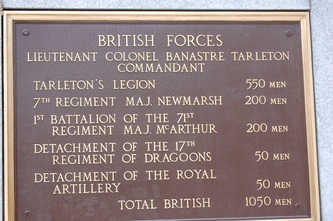 BRITISH FORCES
LIEUTENANT COLONEL BANASTRE TARLETON
COMMANDANT
TARLETON'S LEGION 550 MEN
7TH REGIMENT MAJ. NEWMARSH 200 MEN
1ST BATTALION OF THE 71ST
REGIMENT MAJ. McARTHUR 200 MEN
DETACHMENT OF THE 17TH
REGIMENT OF DRAGOONS 50 MEN
DETACHMENT OF THE ROYAL
ARTILLERY 50 MEN
TOTAL BRITISH 1050 MEN